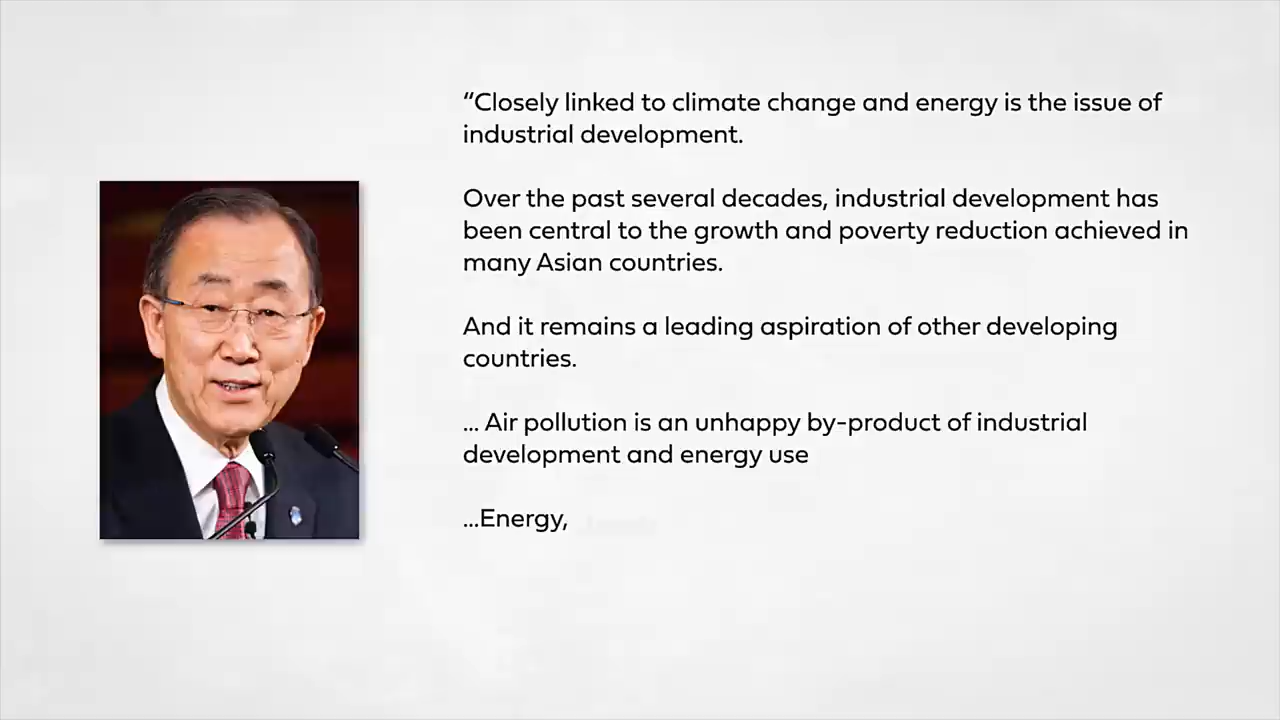 “Closely linked to climate change and energy is the issue of
industrial development.
Over the past several decades, industrial development has
been central to the growth and poverty reduction achieved in
many Asian countries.
And it remains a leading aspiration of other developing
countries.
... Air pollution is an unhappy by-product of industrial
development and energy use
...Energy,